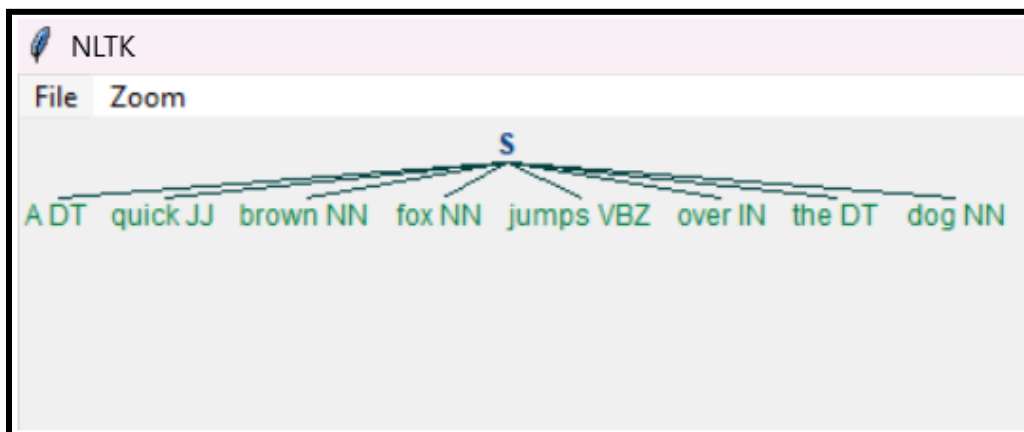 NLTK
File Zoom
S
A DT quick JJ brown NN fox NN jumps VBZ over IN the DT dog NN